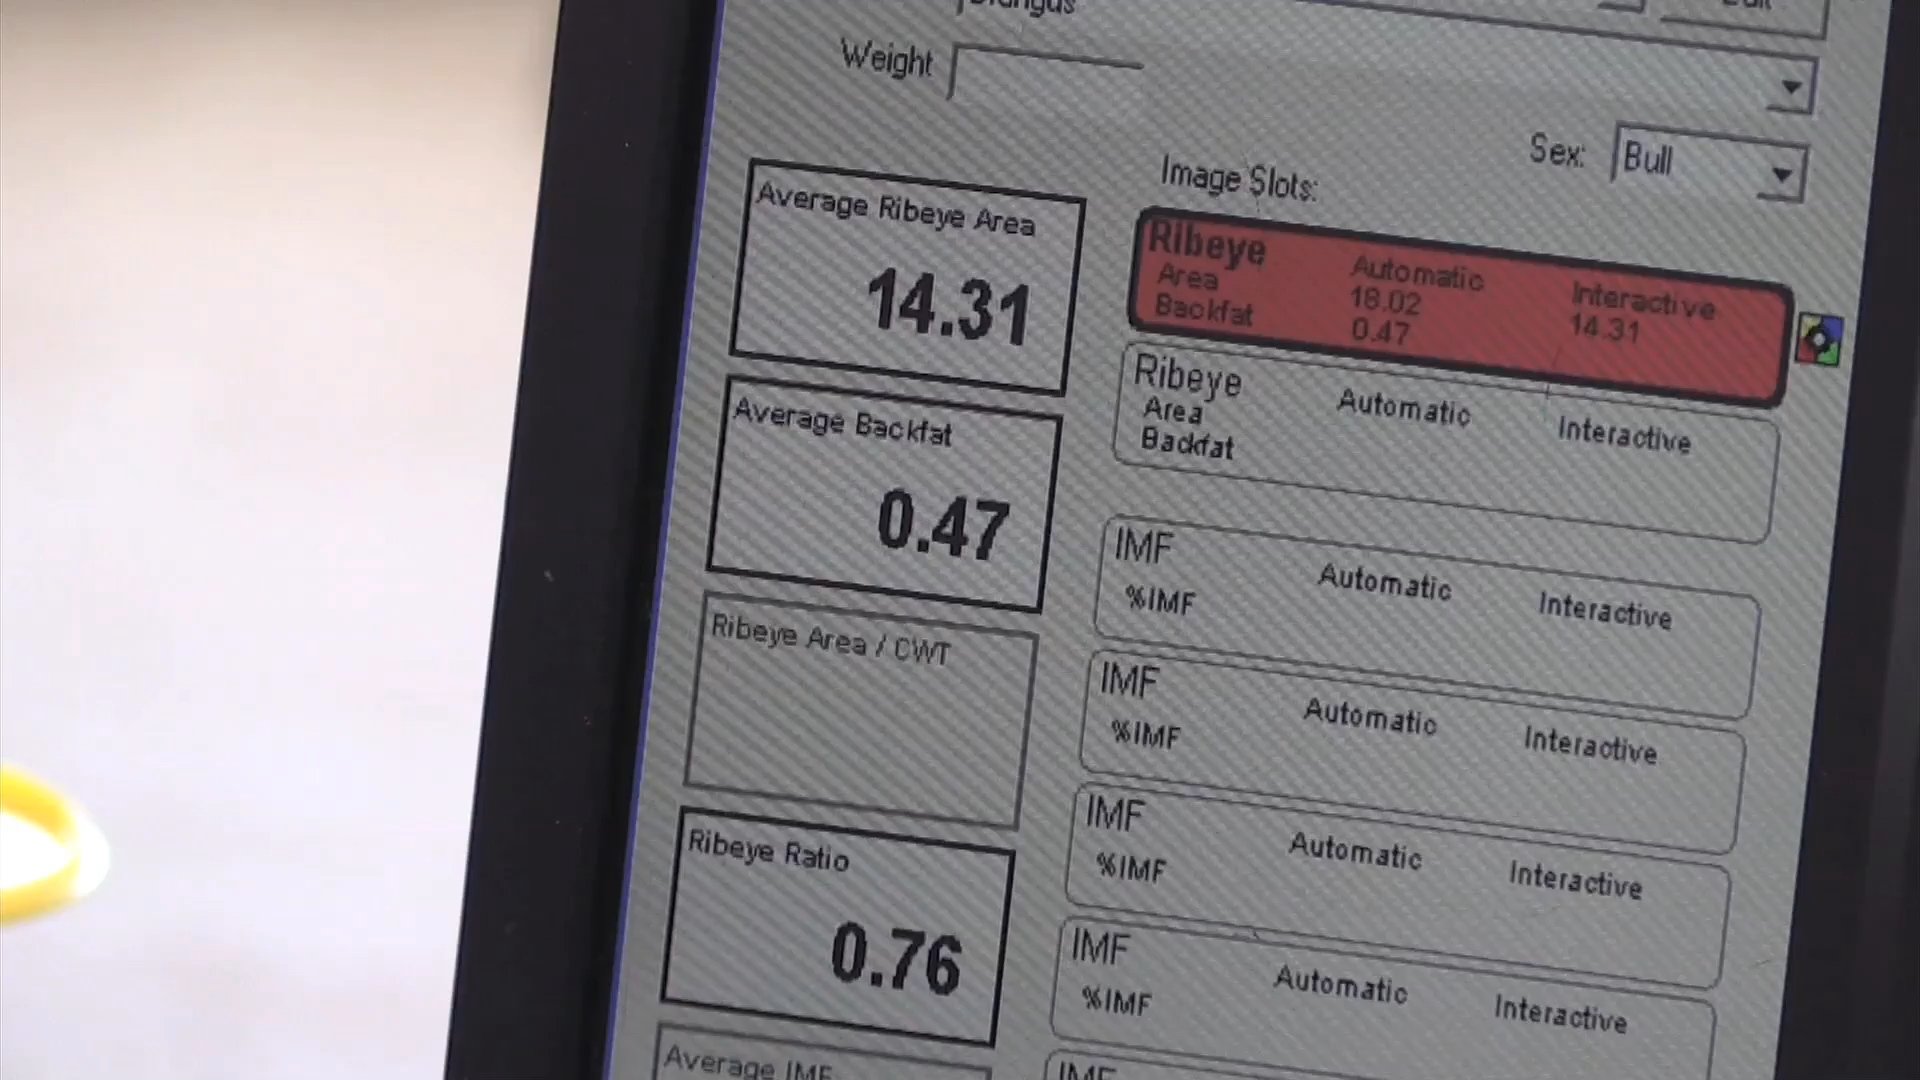 Brangus
Edit
Weight
Sex: Bull
Image Slots:
Average Ribeye Area
14.31
Average Backfat
0.47
Ribeye Area / CWT
Ribeye Ratio
0.76
Average IMF
Ribeye
Automatic Interactive
Area 18.02 14.31
Backfat 0.47
Ribeye
Automatic Interactive
Area
Backfat
IMF
Automatic Interactive
%IMF
IMF
Automatic Interactive
%IMF
IMF
Automatic Interactive
%IMF
IMF
Automatic Interactive
%IMF
IMF